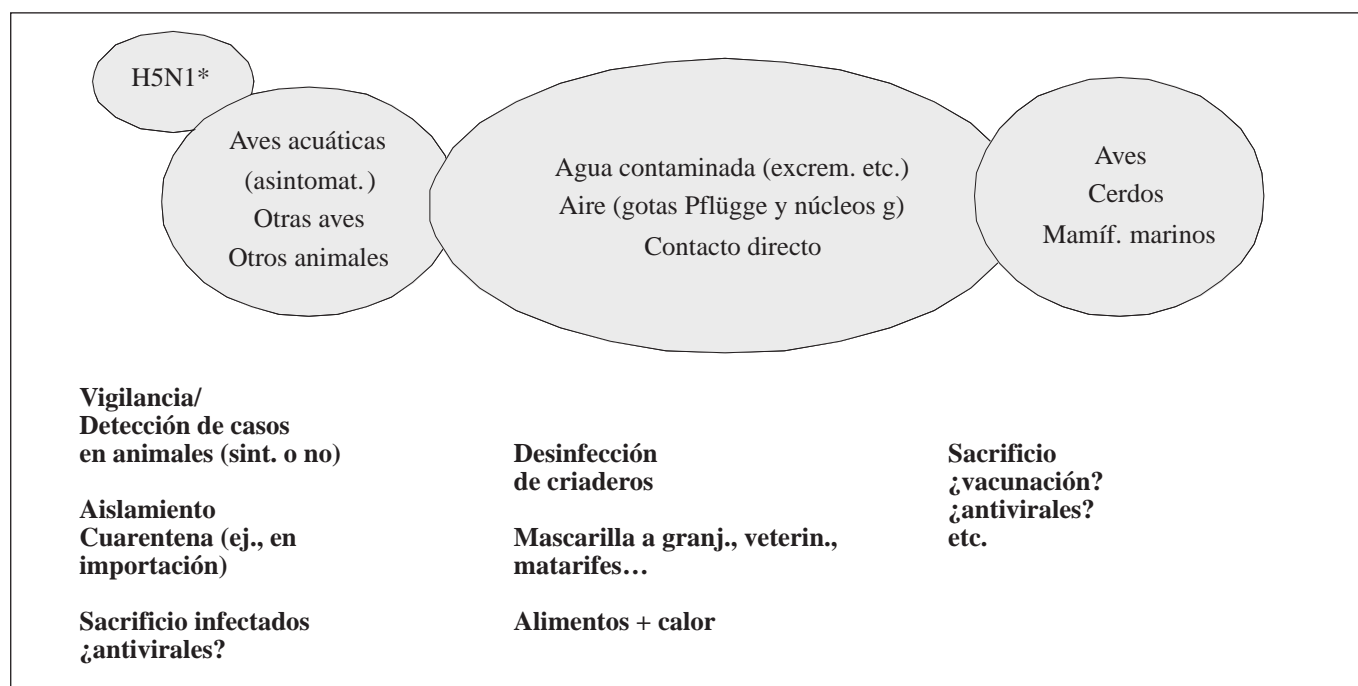 H5N1*
Aves acuáticas
(asintomat.)
Otras aves
Otros animales
Agua contaminada (excrem. etc.)
Aire (gotas Pflügge y núcleos g)
Contacto directo
Aves
Cerdos
Mamíf. marinos
Vigilancia/
Detección de casos
en animales (sint. o no)
Aislamiento
Cuarentena (ej., en
importación)
Sacrificio infectados
¿antivirales?
Desinfección
de criaderos
Mascarilla a granj., veterin.,
matarifes…
Alimentos + calor
Sacrificio
¿vacunación?
¿antivirales?
etc.